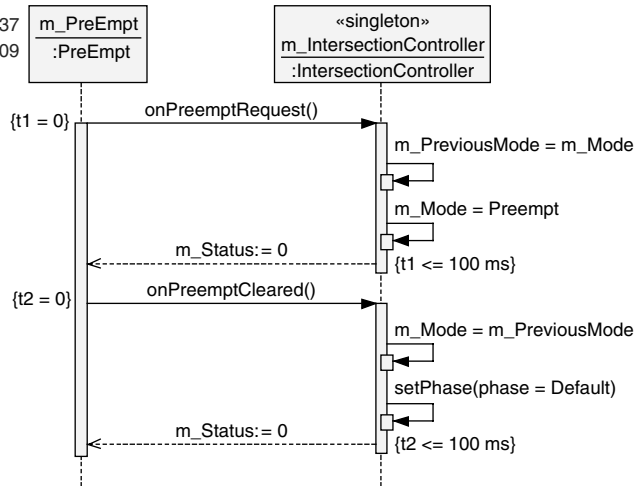 37
09
m_PreEmpt
:PreEmpt
«singleton»
m_IntersectionController
:IntersectionController
{t1 = 0}
onPreemptRequest()
m_PreviousMode = m_Mode
m_Mode = Preempt
m_Status:= 0
{t1 <= 100 ms}
{t2 = 0}
onPreemptCleared()
m_Mode = m_PreviousMode
setPhase(phase = Default)
m_Status:= 0
{t2 <= 100 ms}